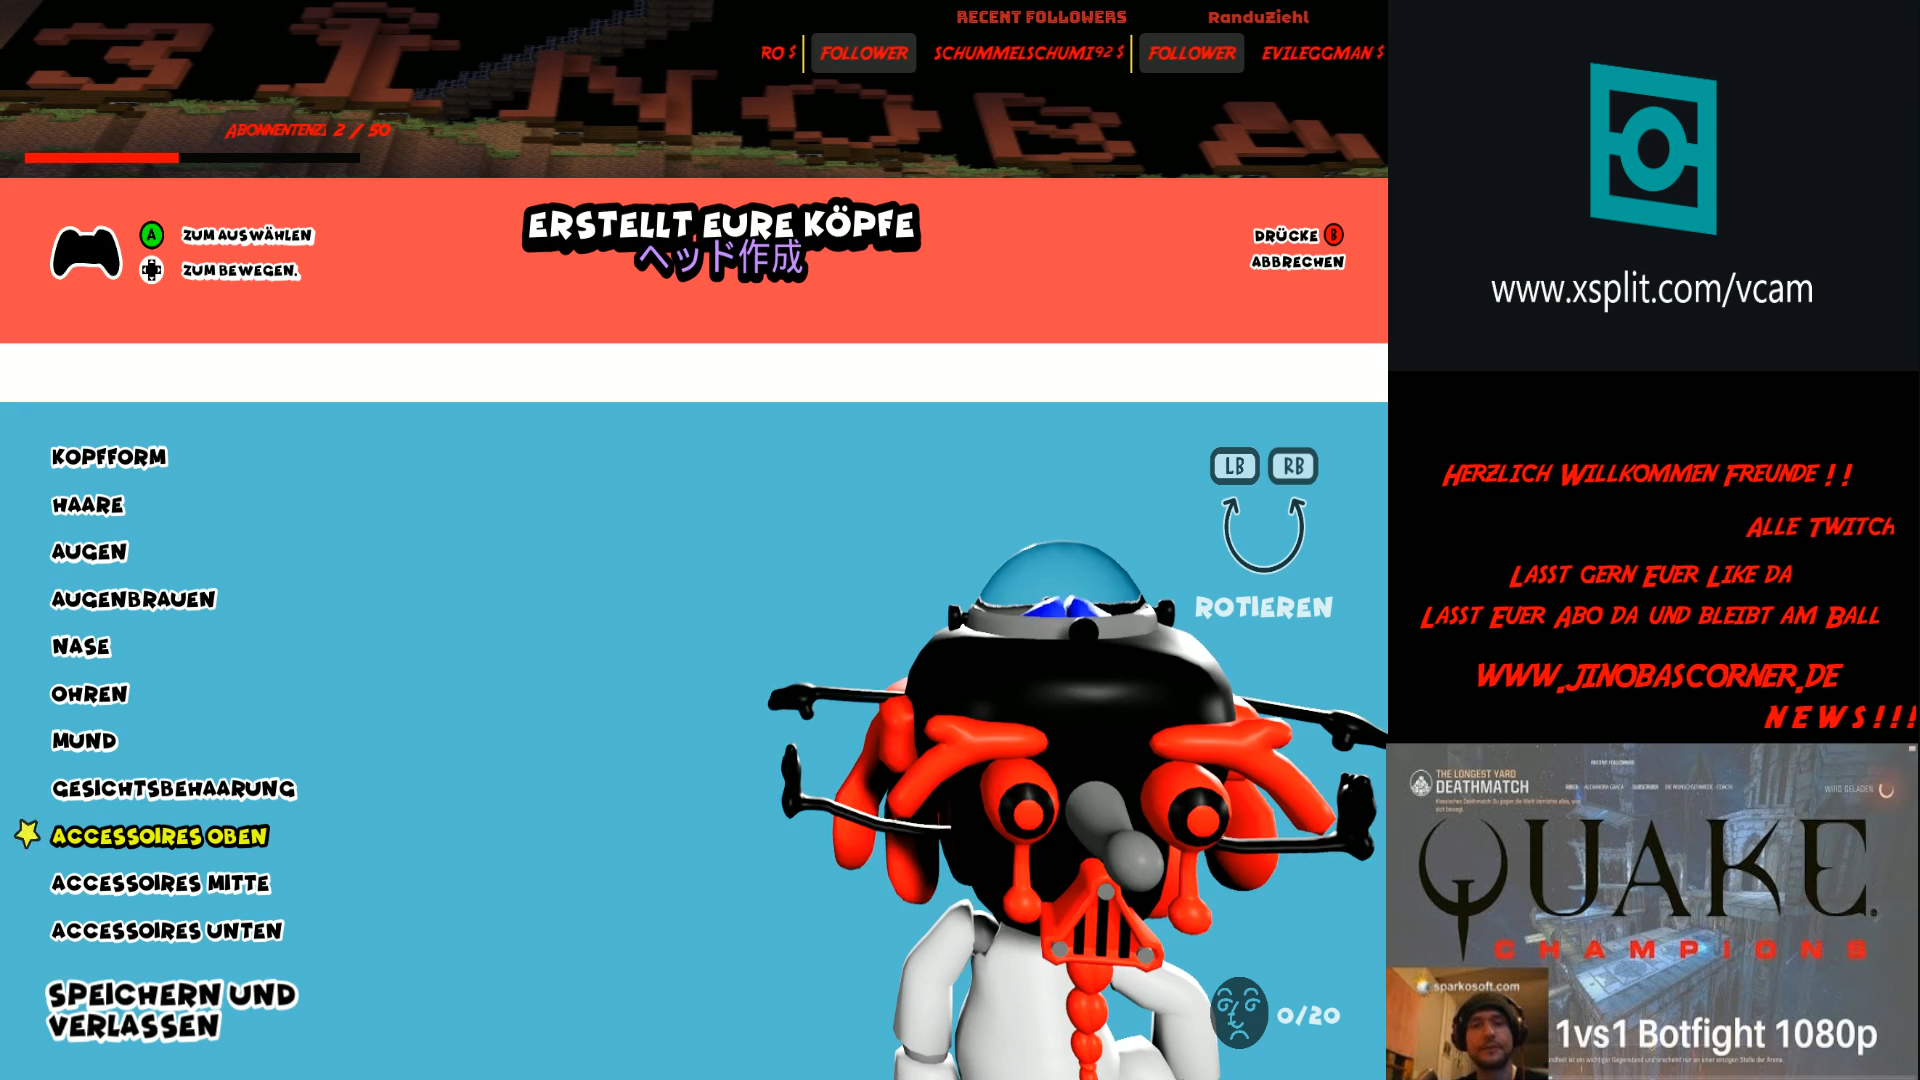 RECENT FOLLOWERS
RanduZiehl
RO $ FOLLOWER SCHUMMELSCHUMI92 $ FOLLOWER EVILEGGMAN $
2 / 50
A ZUM AUSWÄHLEN
ZUM BEWEGEN.
ERSTELLT EURE KÖPFE
ヘッド作成
DRÜCKE B
ABBRECHEN
KOPFFORM
HAARE
AUGEN
AUGENBRAUEN
NASE
OHREN
MUND
GESICHTSBEHAARUNG
ACCESSOIRES OBEN
ACCESSOIRES MITTE
ACCESSOIRES UNTEN
SPEICHERN UND
VERLASSEN
LB RB
ROTIEREN
0/20
www.xsplit.com/vcam
HERZLICH WILLKOMMEN FREUNDE ! !
ALLE TWITCH
LASST GERN EUER LIKE DA
LASST EUER ABO DA UND BLEIBT AM BALL
WWW.JINOBASCORNER.DE
NEWS!!!
THE LONGEST YARD
DEATHMATCH
WIRD GELADEN
QUAKE
CHAMPIONS
sparkosoft.com
1vs1 Botfight 1080p